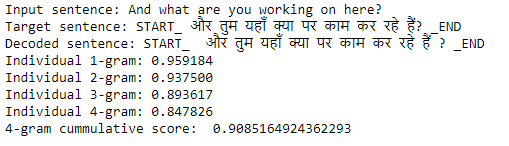 Input sentence: And what are you working on here?
Target sentence: START_ और तुम यहाँ क्या पर काम कर रहे हैं? _END
Decoded sentence: START_  और तुम यहाँ क्या पर काम कर रहे हैं ? _END
Individual 1-gram: 0.959184
Individual 2-gram: 0.937500
Individual 3-gram: 0.893617
Individual 4-gram: 0.847826
4-gram cummulative score:  0.9085164924362293